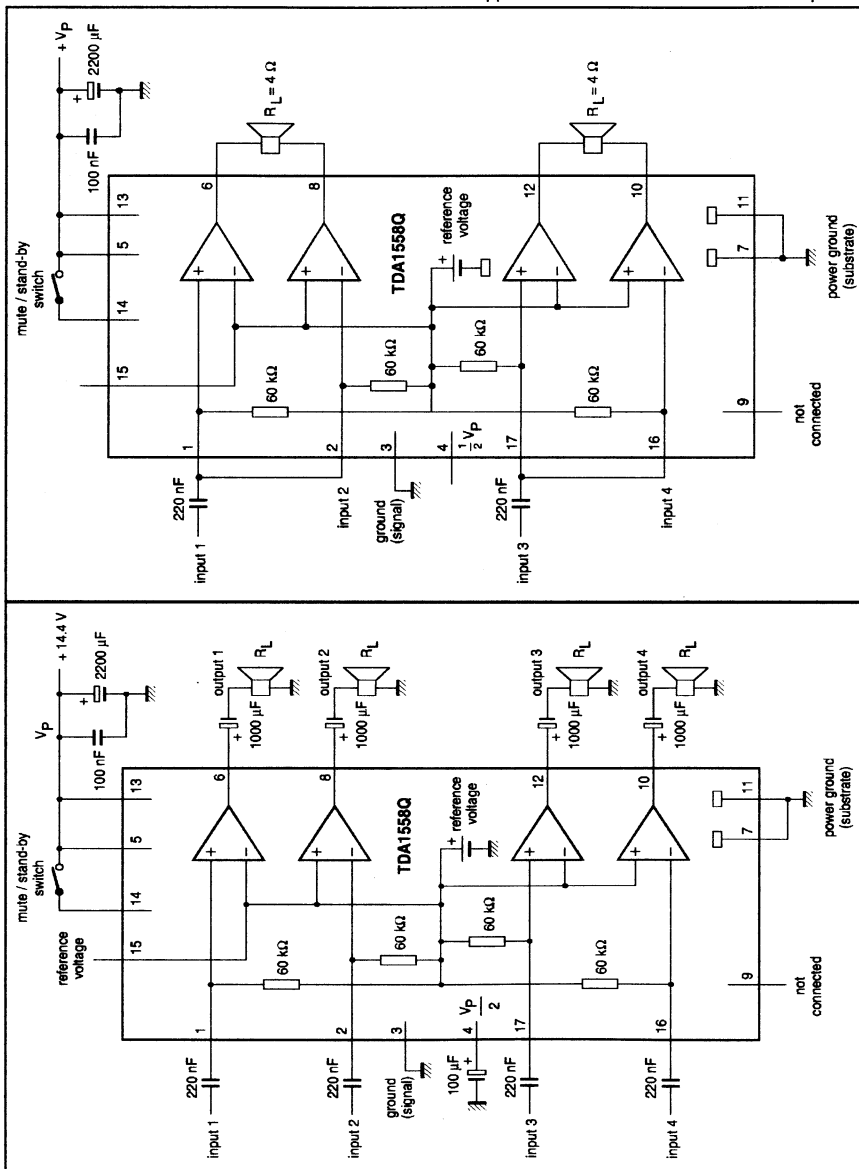 mute / stand-by
switch
+ VP
+
2200 µF
100 nF
15
14
5
13
6
RL = 4 Ω
8
TDA1558Q
reference
voltage
+
12
RL = 4 Ω
10
7
11
power ground
(substrate)
+
−
+
−
+
−
+
−
60 kΩ
60 kΩ
60 kΩ
60 kΩ
220 nF
input 1
1
2
input 2
3
ground
(signal)
4
½ VP
220 nF
input 3
17
16
input 4
9
not
connected
mute / stand-by
switch
VP
+ 14.4 V
+
2200 µF
100 nF
reference
voltage
15
14
5
13
6
+
1000 µF
output 1
RL
8
+
1000 µF
output 2
RL
TDA1558Q
+
reference
voltage
12
+
1000 µF
output 3
RL
10
+
1000 µF
output 4
RL
7
11
power ground
(substrate)
+
−
+
−
+
−
+
−
60 kΩ
60 kΩ
60 kΩ
60 kΩ
220 nF
input 1
1
220 nF
input 2
2
3
ground
(signal)
4
VP
2
100 µF
+
220 nF
input 3
17
220 nF
input 4
16
9
not
connected